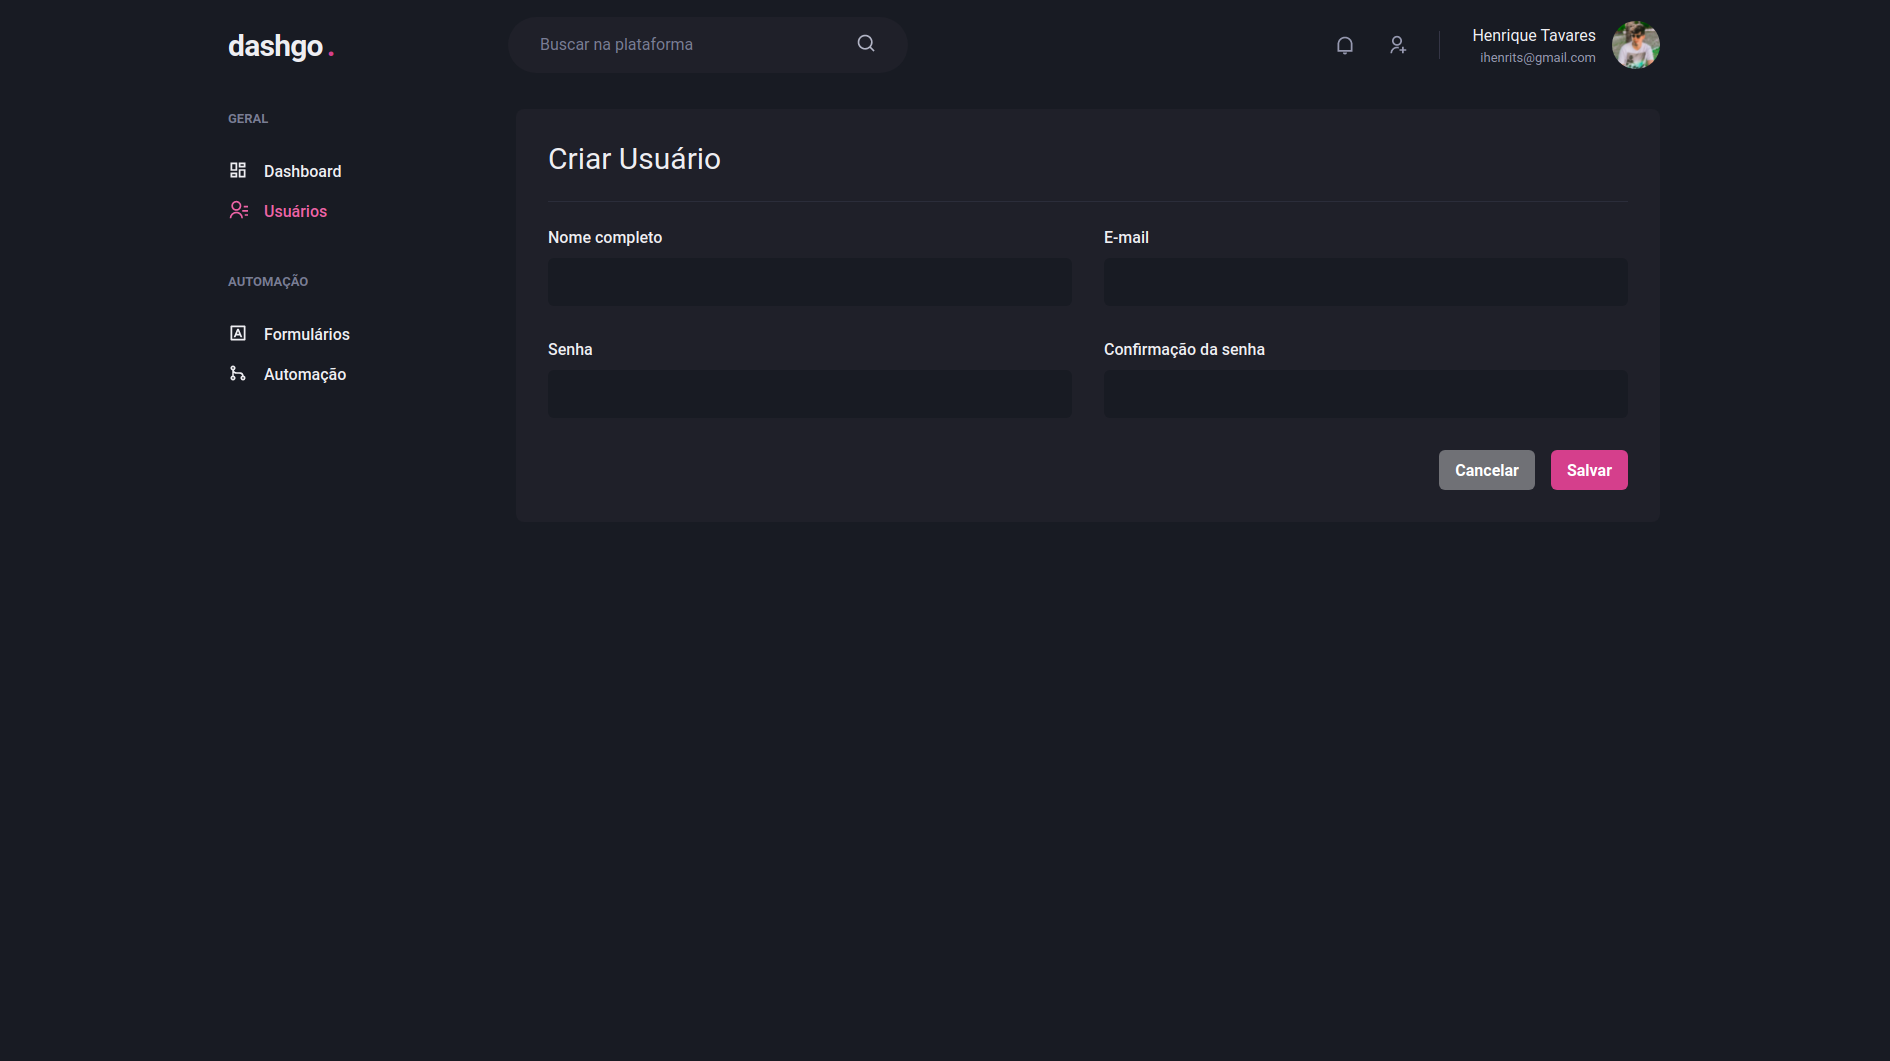 dashgo.
Buscar na plataforma
Henrique Tavares
ihenrits@gmail.com
GERAL
Dashboard
Usuários
AUTOMAÇÃO
Formulários
Automação
Criar Usuário
Nome completo
E-mail
Senha
Confirmação da senha
Cancelar
Salvar